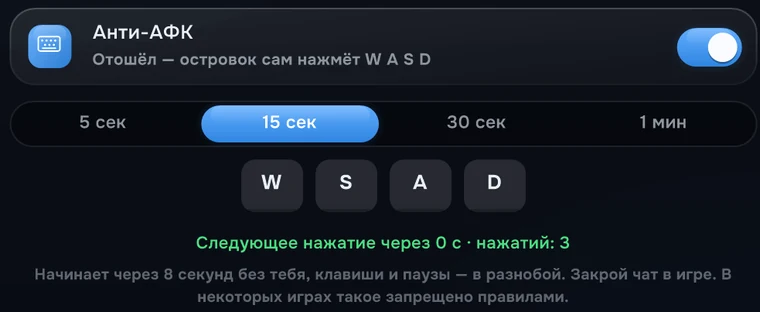 Анти-АФК
Отошёл — островок сам нажмёт W A S D
5 сек 15 сек 30 сек 1 мин
W S A D
Следующее нажатие через 0 с · нажатий: 3
Начинает через 8 секунд без тебя, клавиши и паузы — в разнобой. Закрой чат в игре. В
некоторых играх такое запрещено правилами.